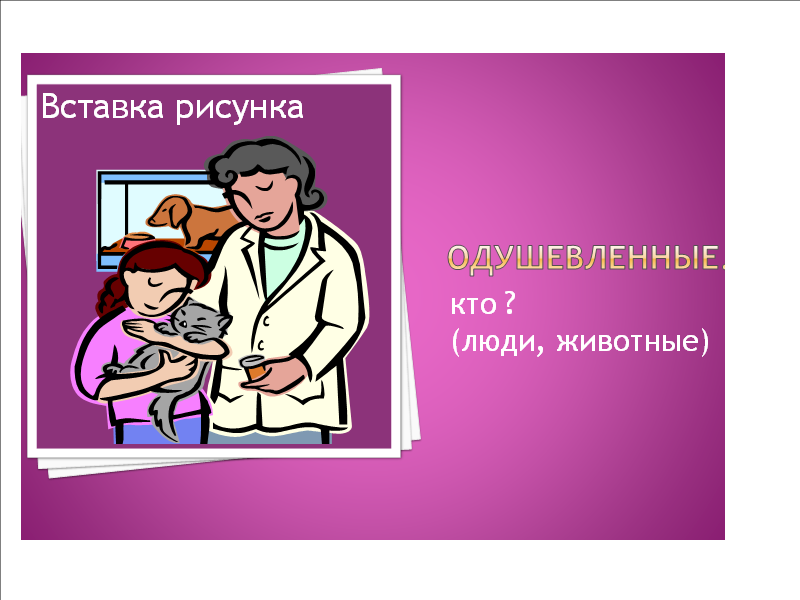 Вставка рисунка
ОДУШЕВЛЕННЫЕ.
кто ?
(люди, животные)